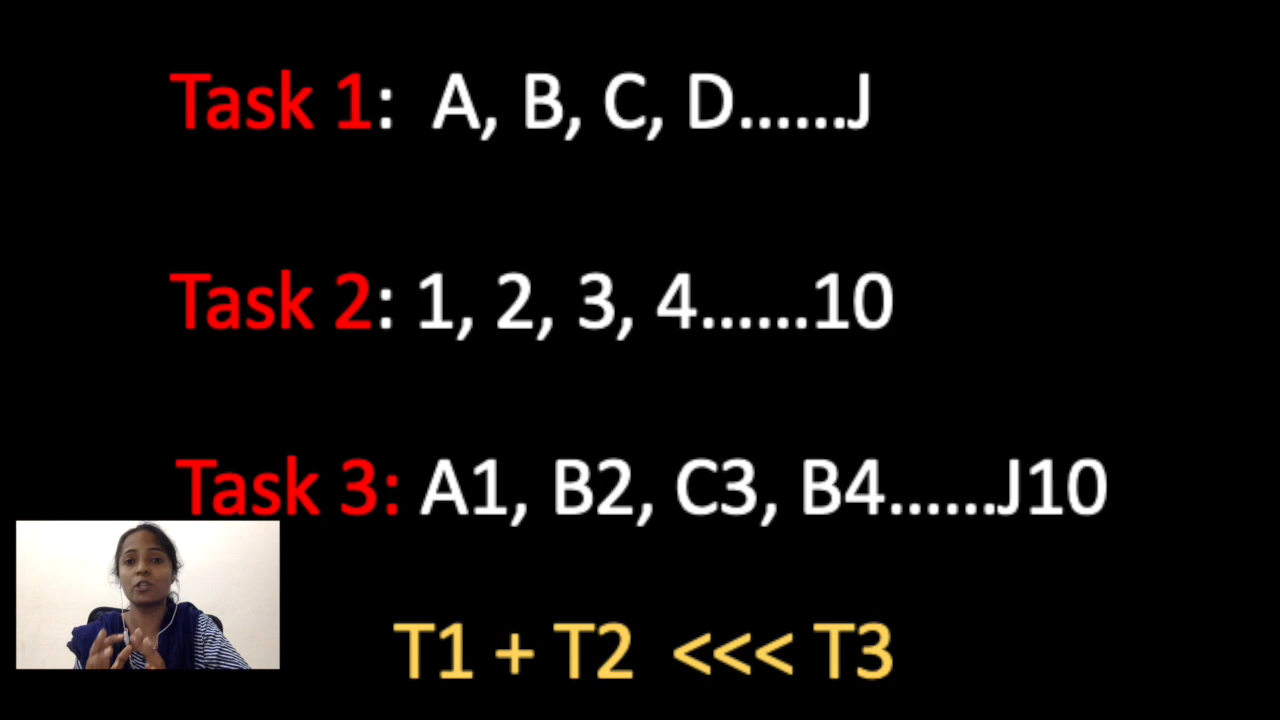 Task 1: A, B, C, D......J
Task 2: 1, 2, 3, 4......10
Task 3: A1, B2, C3, B4......J10
T1 + T2 <<< T3